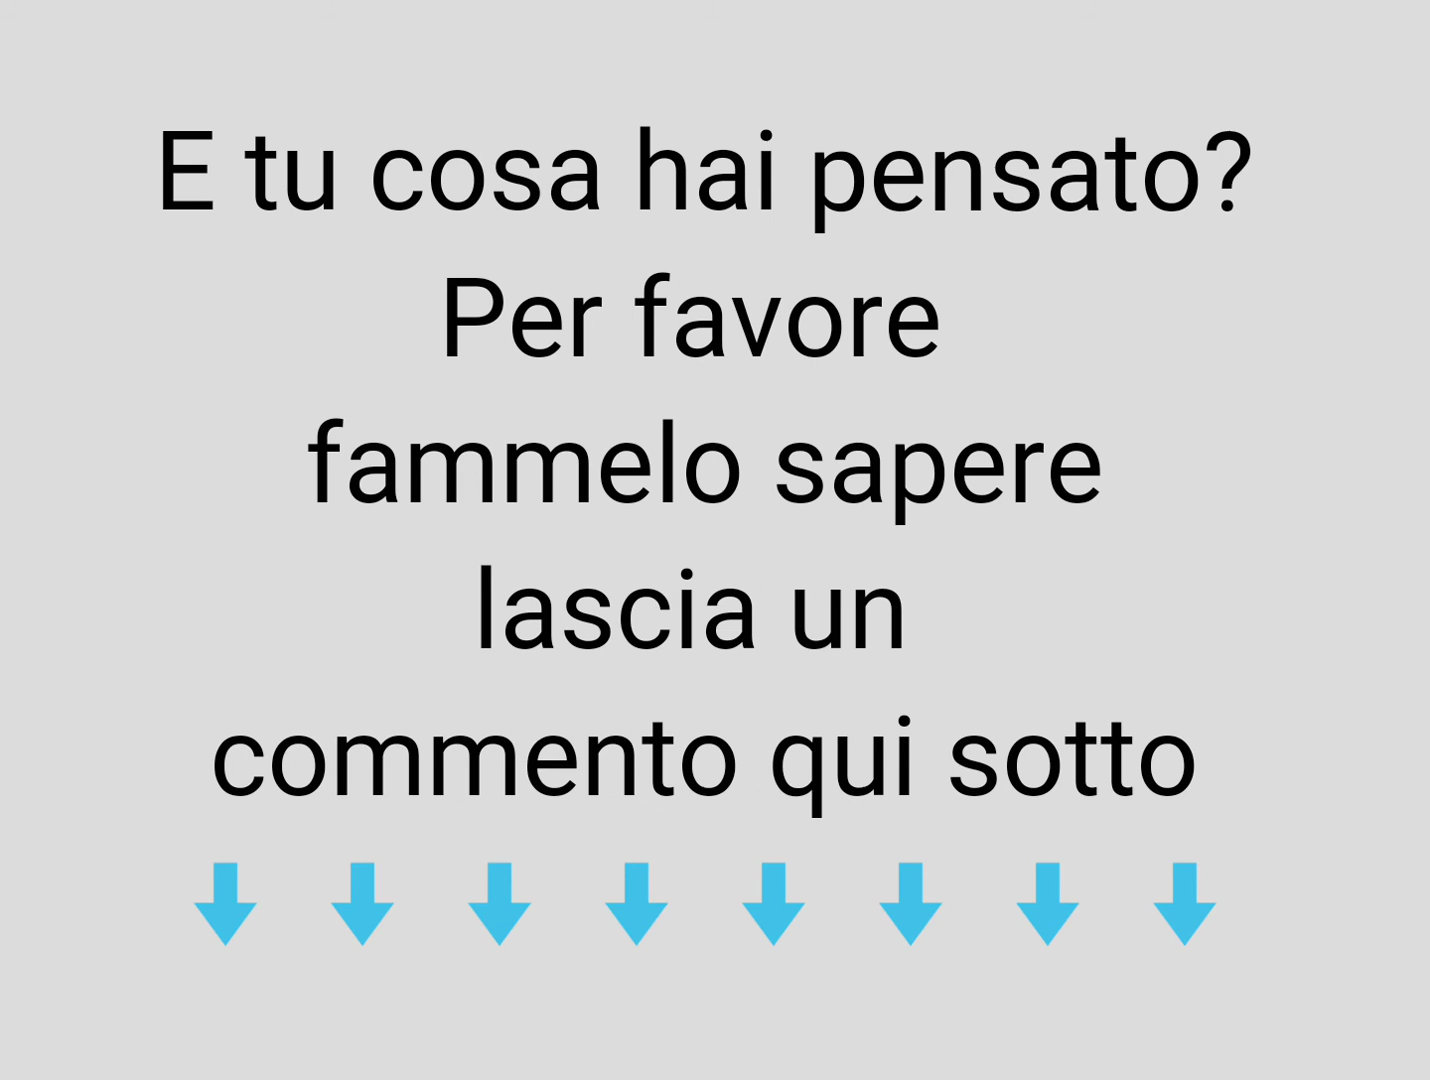 E tu cosa hai pensato?
Per favore
fammelo sapere
lascia un
commento qui sotto